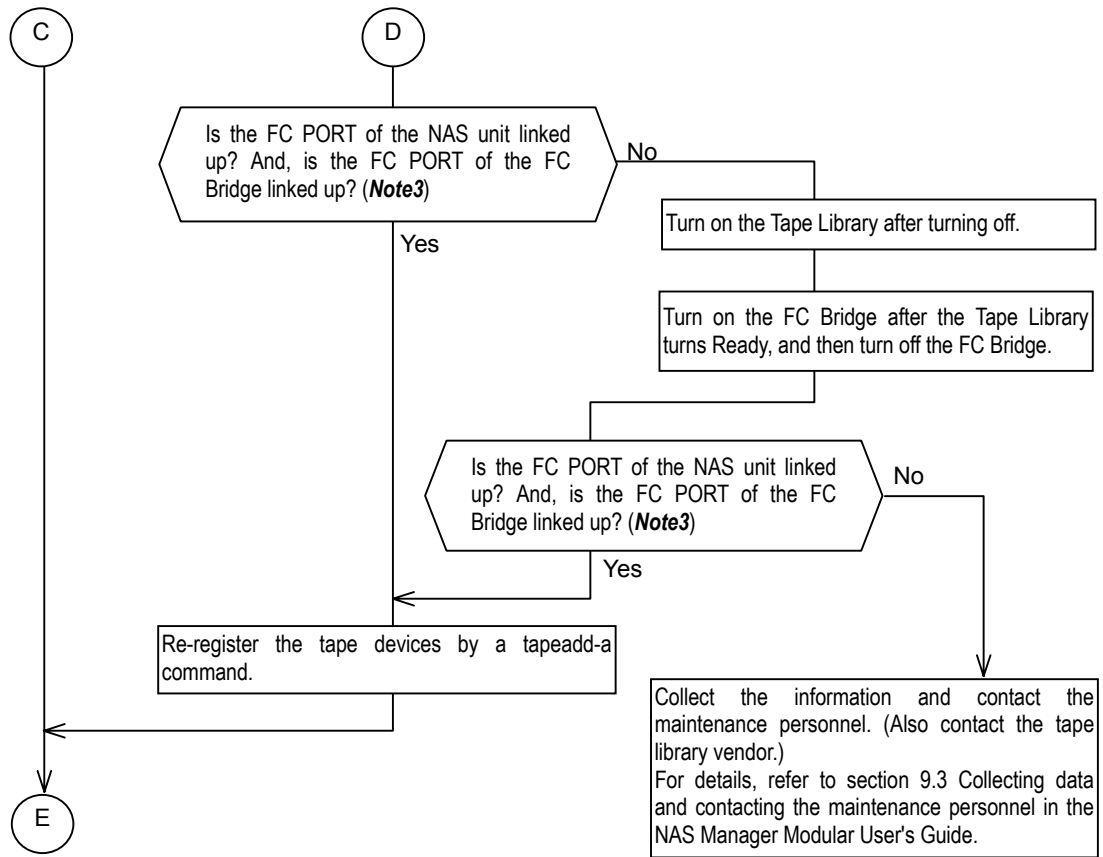 C
D
Is the FC PORT of the NAS unit linked
up? And, is the FC PORT of the FC
Bridge linked up? (Note3)
No
Yes
Turn on the Tape Library after turning off.
Turn on the FC Bridge after the Tape Library
turns Ready, and then turn off the FC Bridge.
Is the FC PORT of the NAS unit linked
up? And, is the FC PORT of the FC
Bridge linked up? (Note3)
No
Yes
Re-register the tape devices by a tapeadd-a
command.
Collect the information and contact the
maintenance personnel. (Also contact the tape
library vendor.)
For details, refer to section 9.3 Collecting data
and contacting the maintenance personnel in the
NAS Manager Modular User's Guide.
E